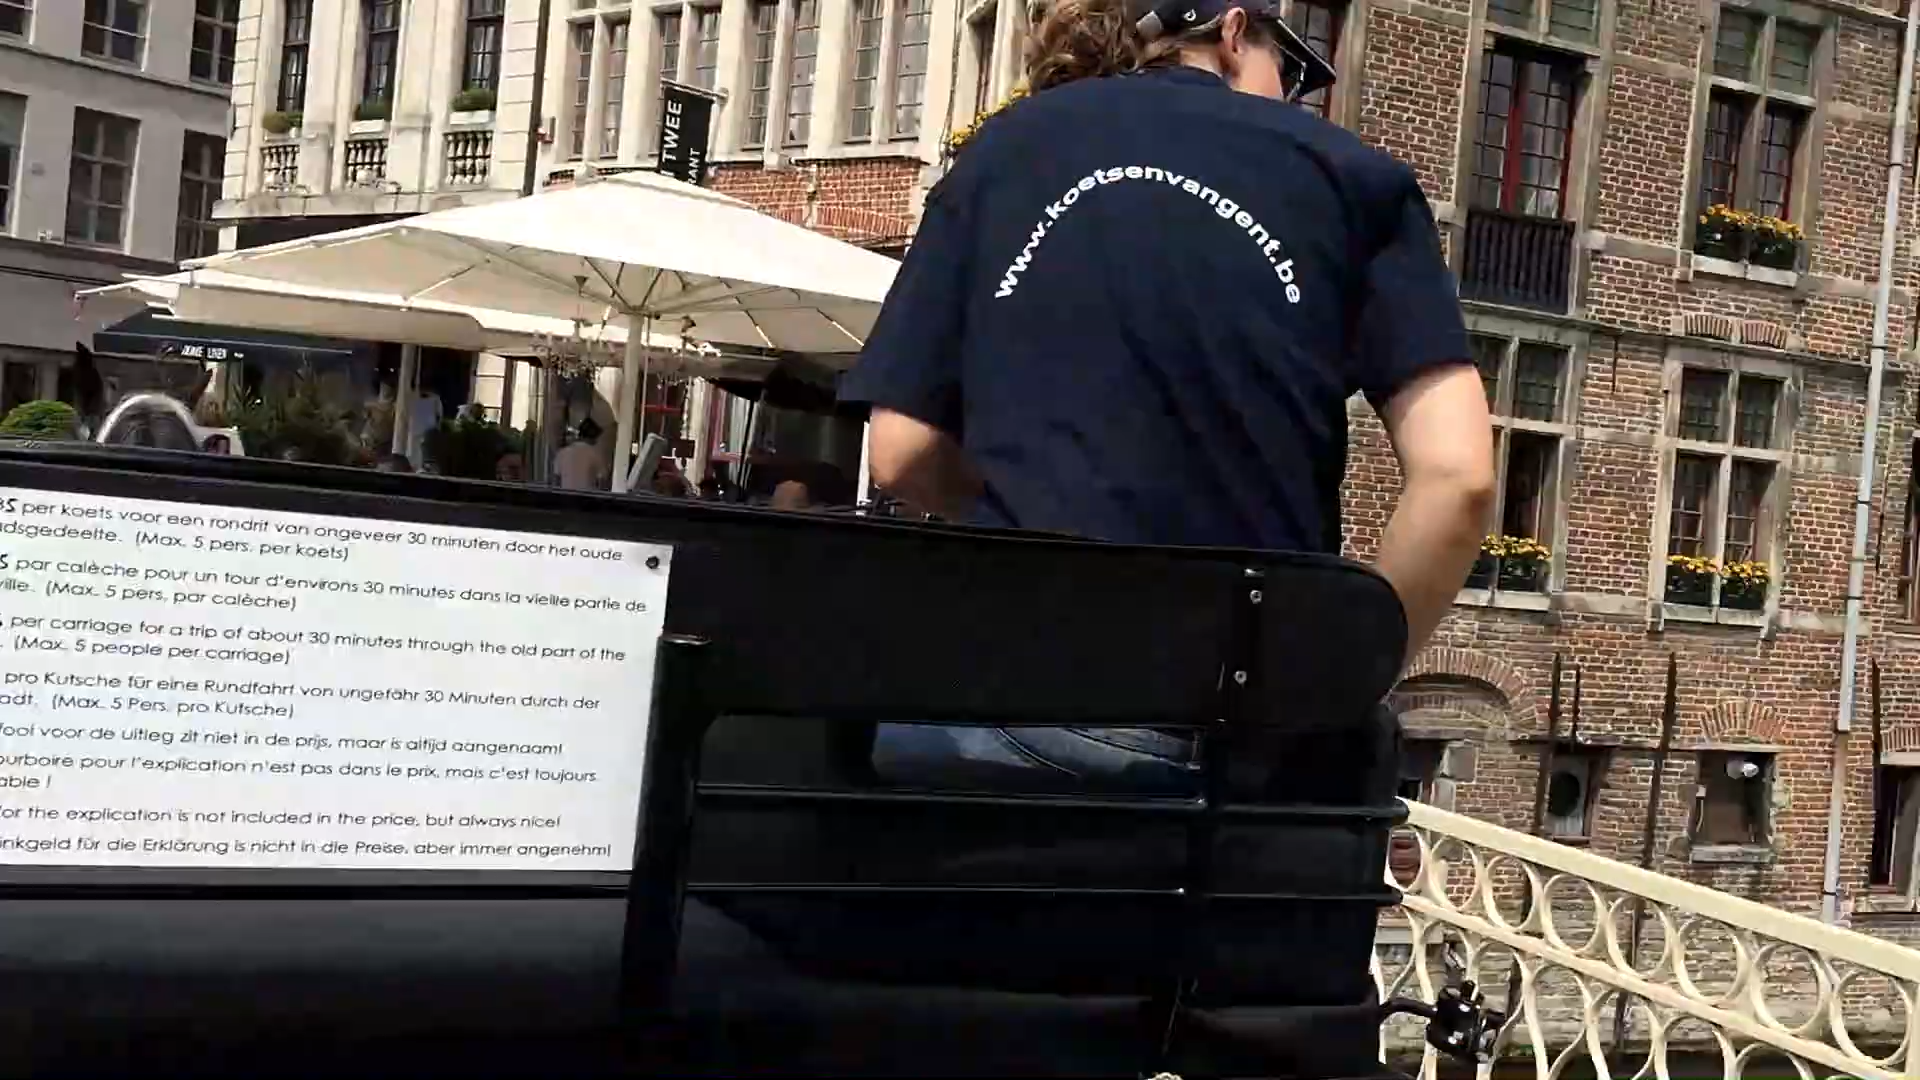 TWEE
RANT
www.koetsenvangent.be
HOME LINEN
35 per koets voor een rondrit van ongeveer 30 minuten door het oude
adsgedeelte. (Max. 5 pers. per koets)
5 par calèche pour un tour d'environs 30 minutes dans la vieille partie de
ville. (Max. 5 pers. par calèche)
per carriage for a trip of about 30 minutes through the old part of the
. (Max. 5 people per carriage)
pro Kutsche für eine Rundfahrt von ungefähr 30 Minuten durch der
adt. (Max. 5 Pers. pro Kutsche)
fooi voor de uitleg zit niet in de prijs, maar is altijd aangenaam!
ourboire pour l'explication n'est pas dans le prix, mais c'est toujours
able !
for the explication is not included in the price, but always nice!
inkgeld für die Erklärung is nicht in die Preise, aber immer angenehm!